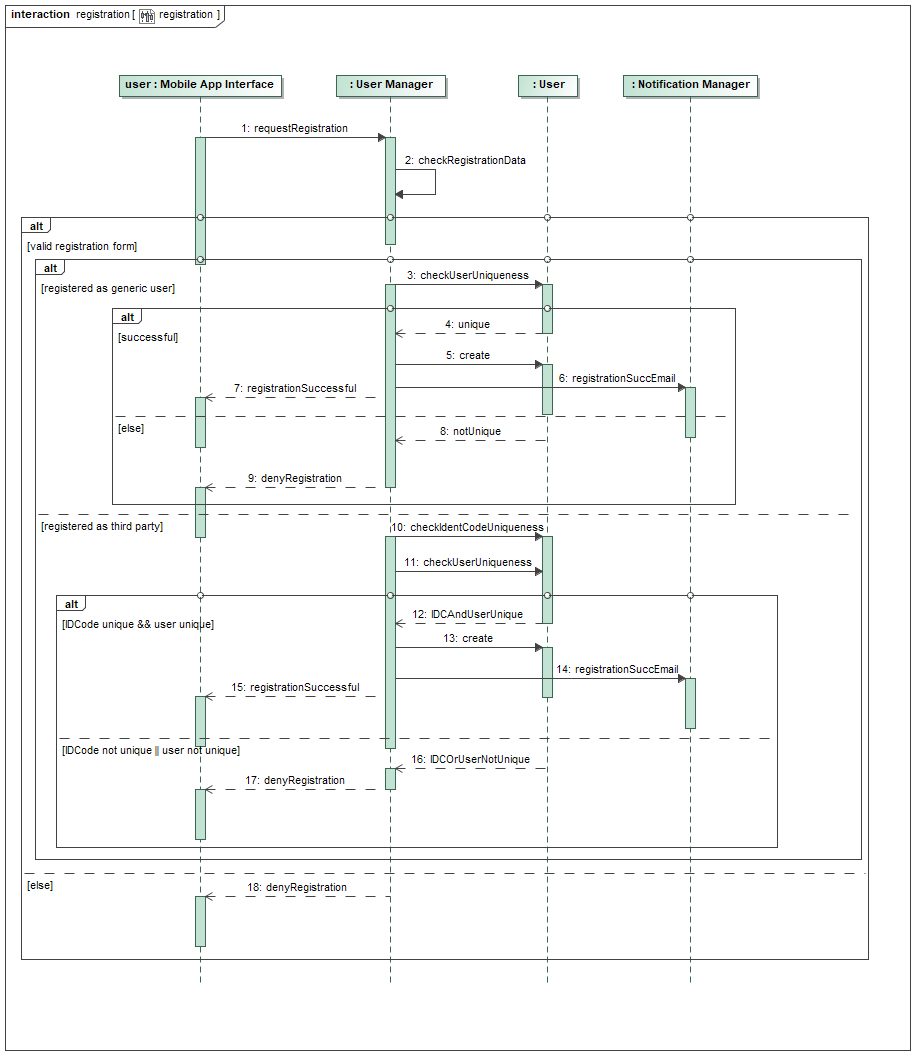 interaction registration [ registration ]
user : Mobile App Interface
: User Manager
: User
: Notification Manager
1: requestRegistration
2: checkRegistrationData
alt
[valid registration form]
alt
3: checkUserUniqueness
[registered as generic user]
alt
4: unique
[successful]
5: create
6: registrationSuccEmail
7: registrationSuccessful
[else]
8: notUnique
9: denyRegistration
[registered as third party]
10: checkIdentCodeUniqueness
11: checkUserUniqueness
alt
12: IDCAndUserUnique
[IDCode unique && user unique]
13: create
14: registrationSuccEmail
15: registrationSuccessful
[IDCode not unique || user not unique]
16: IDCOrUserNotUnique
17: denyRegistration
[else]
18: denyRegistration